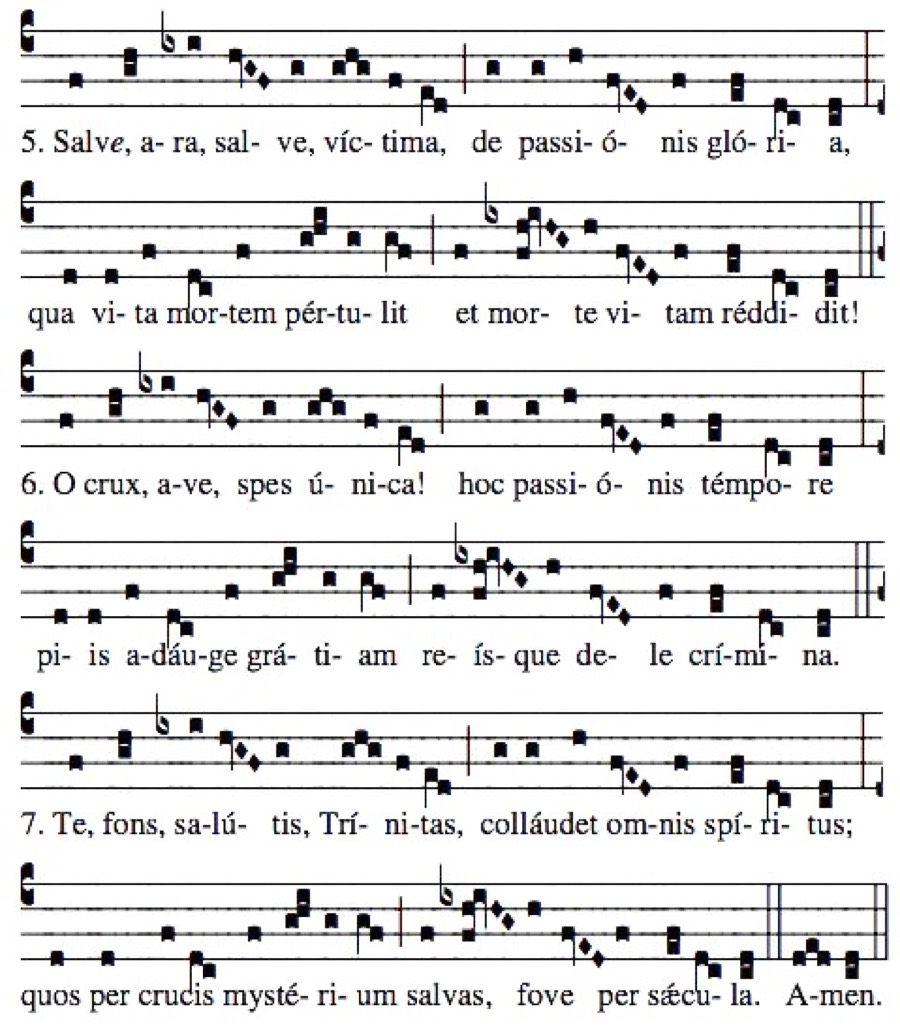 5. Salve, a- ra, sal- ve, víc- tima, de passi- ó- nis gló- ri- a,
qua vi- ta mor-tem pér-tu- lit et mor- te vi- tam réddi- dit!
6. O crux, a-ve, spes ú- ni-ca! hoc passi- ó- nis témpo- re
pi- is a-dáu-ge grá- ti- am re- ís- que de- le crí-mi- na.
7. Te, fons, sa-lú- tis, Trí- ni-tas, colláudet om-nis spí- ri- tus;
quos per crucis mysté- ri- um salvas, fove per sǽcu- la. A-men.